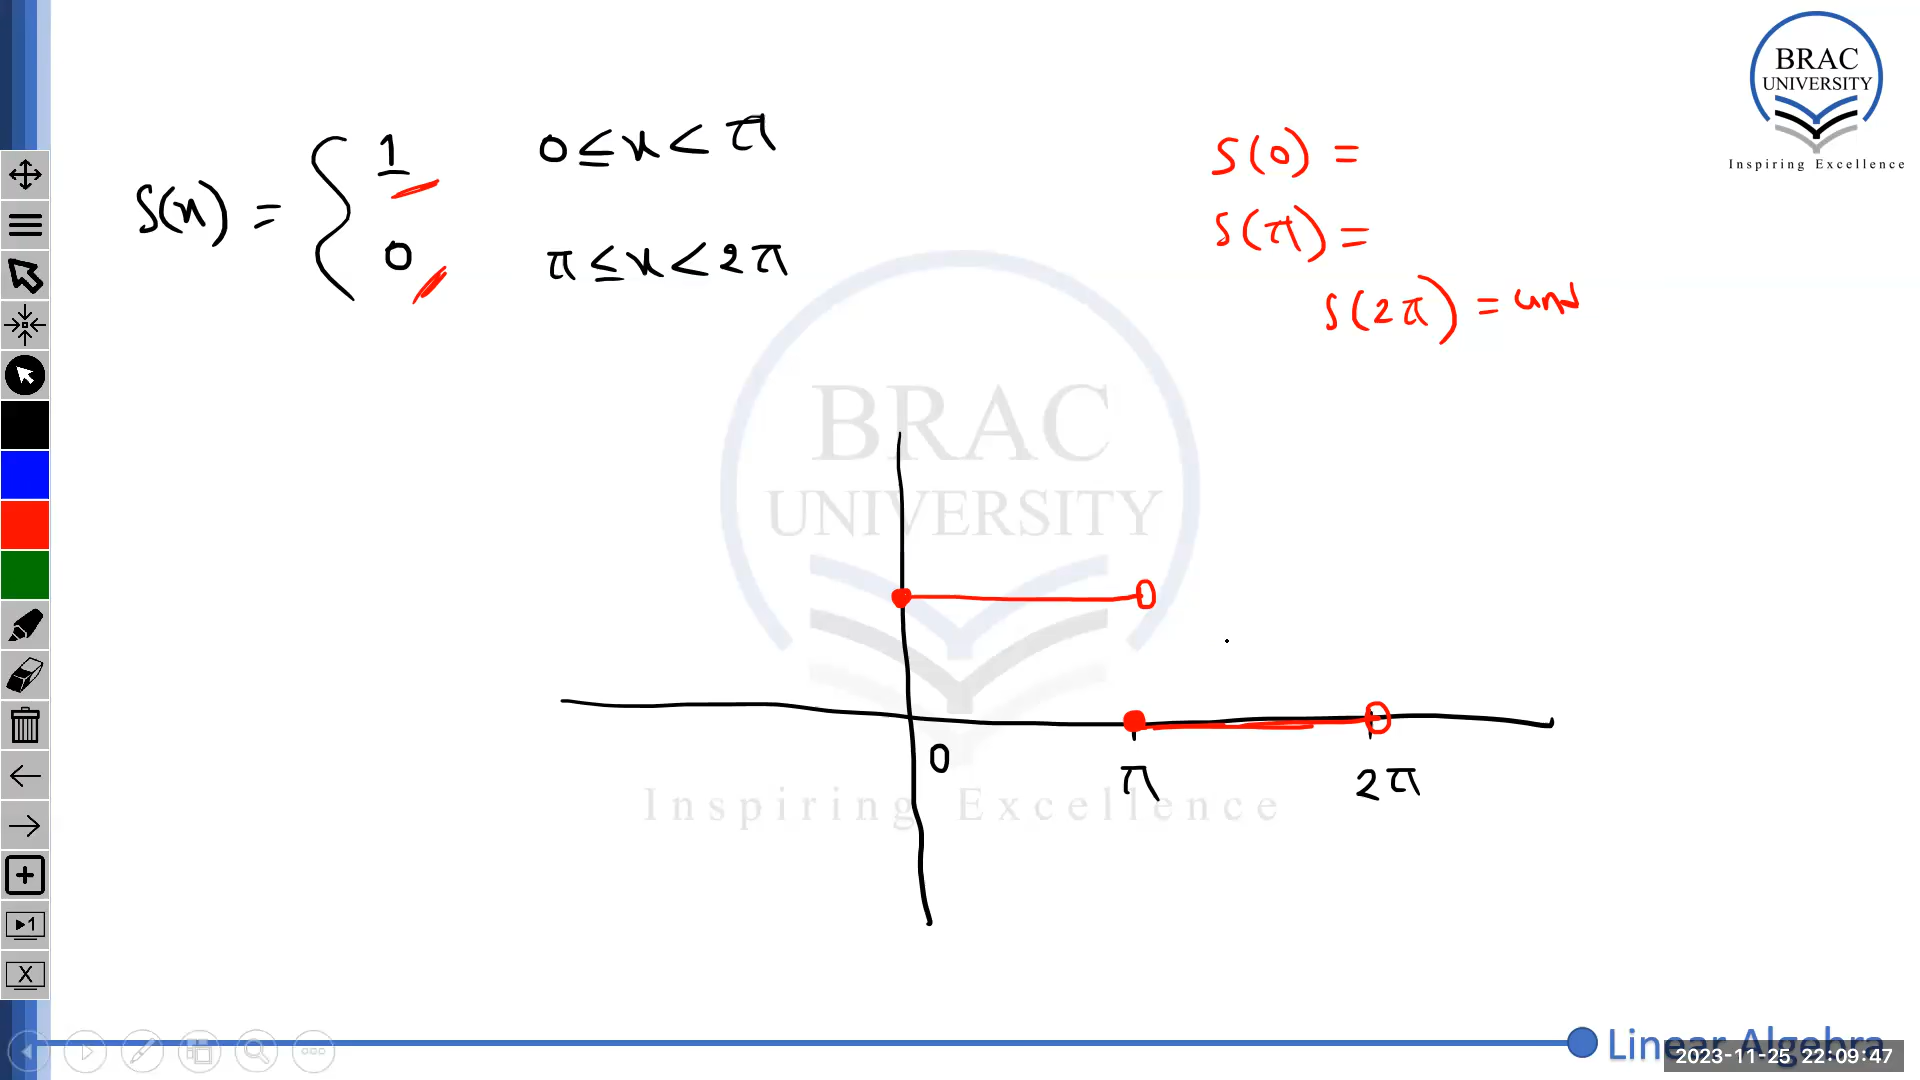 BRAC
UNIVERSITY
Inspiring Excellence
S(x) = { 1 0 ≤ x < π
0 π ≤ x < 2π
S(0) =
S(π) =
S(2π) = und
BRAC
UNIVERSITY
0 π 2π
Inspiring Excellence
1
X
Linear Algebra
2023-11-25 22:09:47